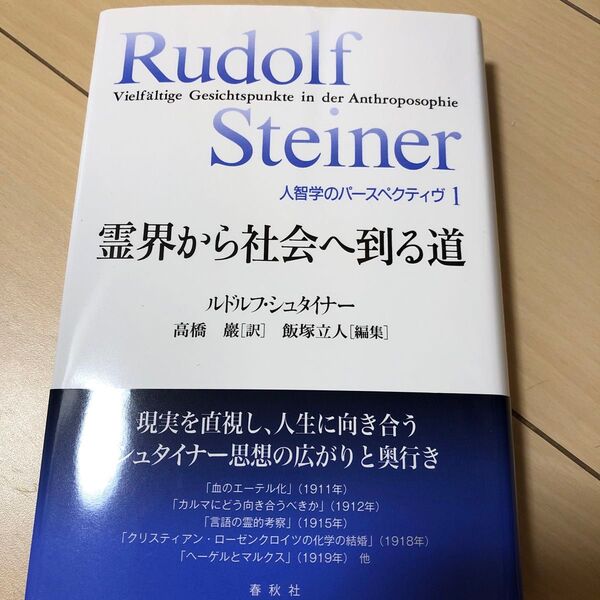 Rudolf
Vielfältige Gesichtspunkte in der Anthroposophie
Steiner
人智学のパースペクティヴ 1
霊界から社会へ到る道
ルドルフ・シュタイナー
高橋 巖[訳] 飯塚立人[編集]
現実を直視し、人生に向き合う
シュタイナー思想の広がりと奥行き
「血のエーテル化」(1911年)
「カルマにどう向き合うべきか」(1912年)
「言語の霊的考察」(1915年)
「クリスティアン・ローゼンクロイツの化学の結婚」(1918年)
「ヘーゲルとマルクス」(1919年) 他
春秋社